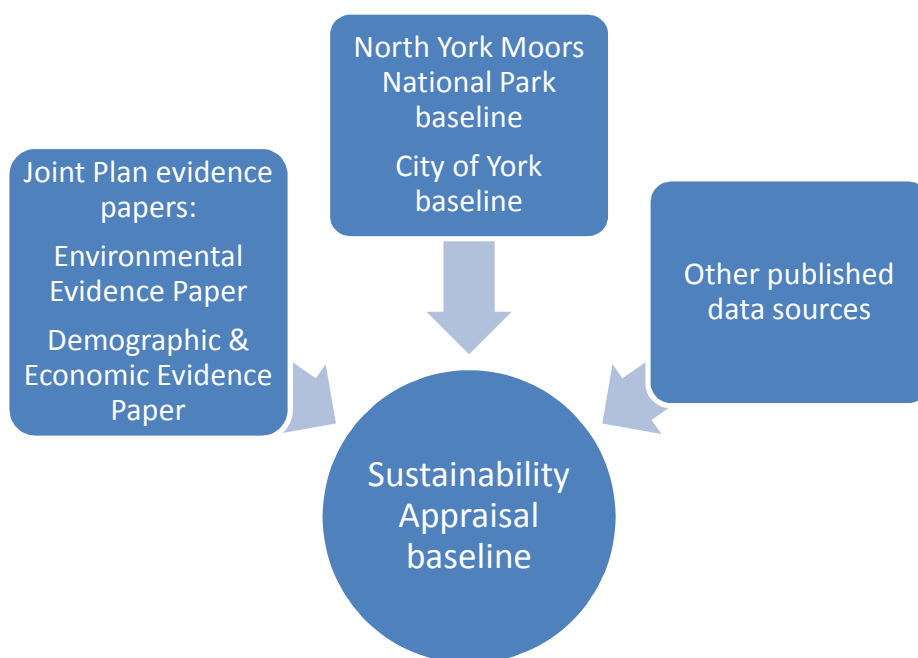 North York Moors
National Park
baseline
City of York
baseline
Joint Plan evidence
papers:
Environmental
Evidence Paper
Demographic &
Economic Evidence
Paper
Other published
data sources
Sustainability
Appraisal
baseline